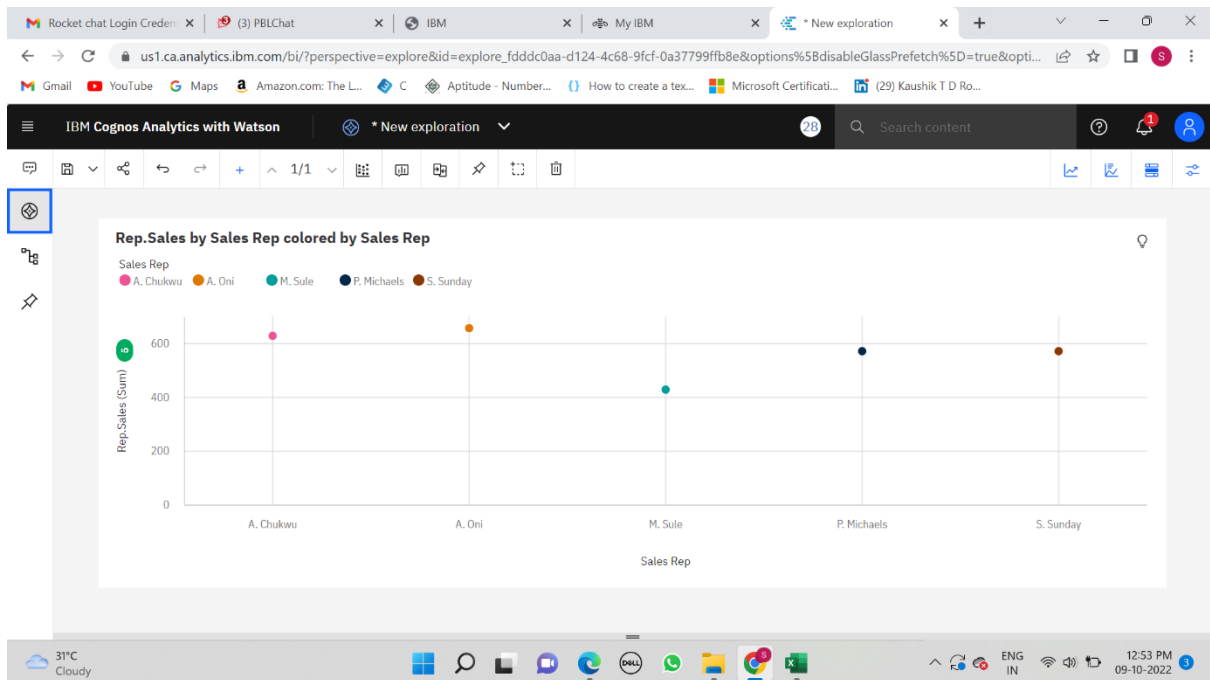 Rocket chat Login Creden
(3) PBLChat
IBM
My IBM
* New exploration
us1.ca.analytics.ibm.com/bi/?perspective=explore&id=explore_fdddc0aa-d124-4c68-9fcf-0a37799ffb8e&options%5BdisableGlassPrefetch%5D=true&opti...
S
Gmail
YouTube
Maps
Amazon.com: The L...
C
Aptitude - Number...
How to create a tex...
Microsoft Certificati...
(29) Kaushik T D Ro...
IBM Cognos Analytics with Watson
* New exploration
28
Search content
1
1/1
Rep.Sales by Sales Rep colored by Sales Rep
Sales Rep
A. Chukwu
A. Oni
M. Sule
P. Michaels
S. Sunday
Rep.Sales (Sum)
600
400
200
0
A. Chukwu
A. Oni
M. Sule
P. Michaels
S. Sunday
Sales Rep
31°C
Cloudy
DELL
ENG
IN
12:53 PM
09-10-2022
3